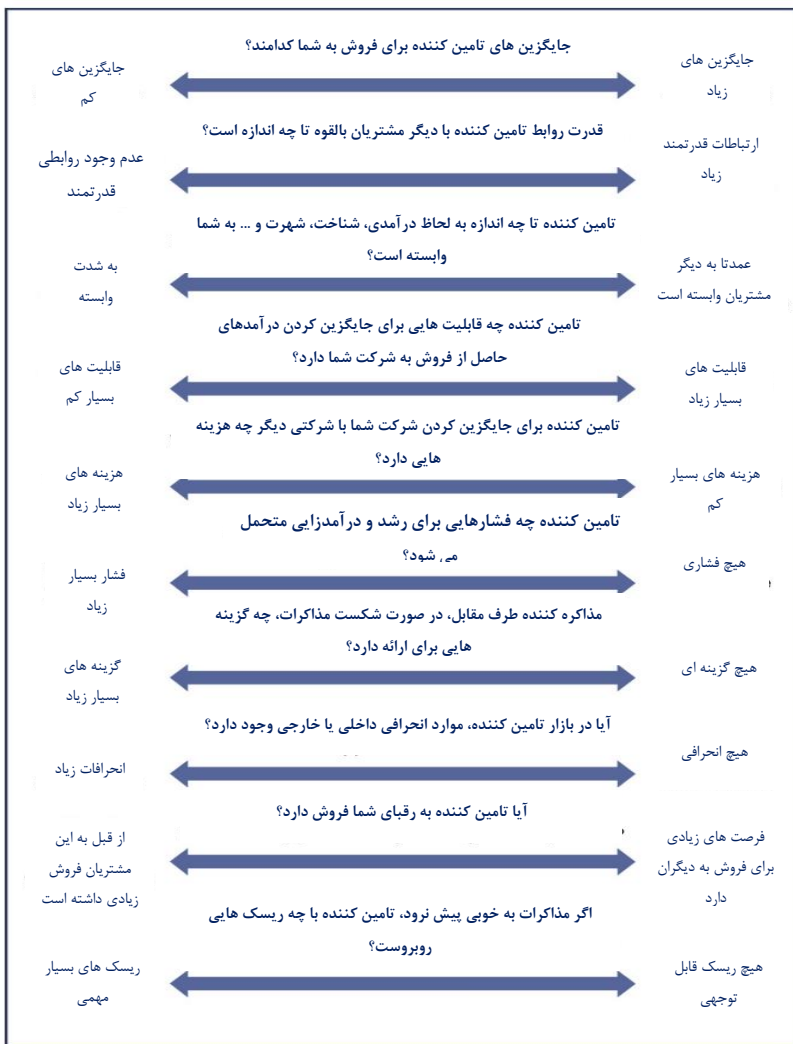 جایگزین های تامین کننده برای فروش به شما کدامند؟
جایگزین های
زیاد
جایگزین های
کم
قدرت روابط تامین کننده با دیگر مشتریان بالقوه تا چه اندازه است؟
ارتباطات قدرتمند
زیاد
عدم وجود روابطی
قدرتمند
تامین کننده تا چه اندازه به لحاظ درآمدی، شناخت، شهرت و ... به شما
وابسته است؟
عمدتا به دیگر
مشتریان وابسته است
به شدت
وابسته
تامین کننده چه قابلیت هایی برای جایگزین کردن درآمدهای
حاصل از فروش به شرکت شما دارد؟
قابلیت های
بسیار زیاد
قابلیت های
بسیار کم
تامین کننده برای جایگزین کردن شرکت شما با شرکتی دیگر چه هزینه
هایی دارد؟
هزینه های بسیار
کم
هزینه های
بسیار زیاد
تامین کننده چه فشارهایی برای رشد و درآمدزایی متحمل
می شود؟
هیچ فشاری
فشار بسیار
زیاد
مذاکره کننده طرف مقابل، در صورت شکست مذاکرات، چه گزینه
هایی برای ارائه دارد؟
هیچ گزینه ای
گزینه های
بسیار زیاد
آیا در بازار تامین کننده، موارد انحرافی داخلی یا خارجی وجود دارد؟
هیچ انحرافی
انحرافات زیاد
آیا تامین کننده به رقبای شما فروش دارد؟
فرصت های زیادی
برای فروش به دیگران
دارد
از قبل به این
مشتریان فروش
زیادی داشته است
اگر مذاکرات به خوبی پیش نرود، تامین کننده با چه ریسک هایی
روبروست؟
هیچ ریسک قابل
توجهی
ریسک های بسیار
مهمی